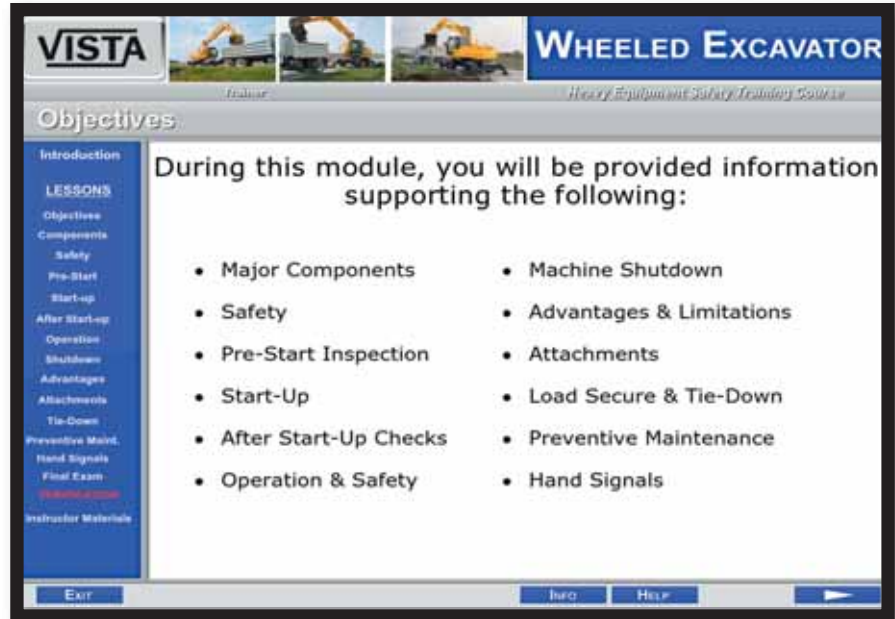 VISTA
WHEELED EXCAVATOR
Trainer
Heavy Equipment Safety Training Course
Objectives
Introduction
LESSONS
Objectives
Components
Safety
Pre-Start
Start-up
After Start-up
Operation
Shutdown
Advantages
Attachments
Tie-Down
Preventive Maint.
Hand Signals
Final Exam
Instructor Materials
During this module, you will be provided information
supporting the following:
• Major Components
• Safety
• Pre-Start Inspection
• Start-Up
• After Start-Up Checks
• Operation & Safety
• Machine Shutdown
• Advantages & Limitations
• Attachments
• Load Secure & Tie-Down
• Preventive Maintenance
• Hand Signals
EXIT
INFO
HELP